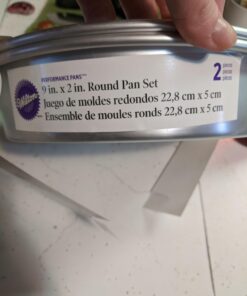 PERFORMANCE PANS™
Wilton
9 in. x 2 in. Round Pan Set
Juego de moldes redondos 22,8 cm x 5 cm
Ensemble de moules ronds 22,8 cm x 5 cm
2